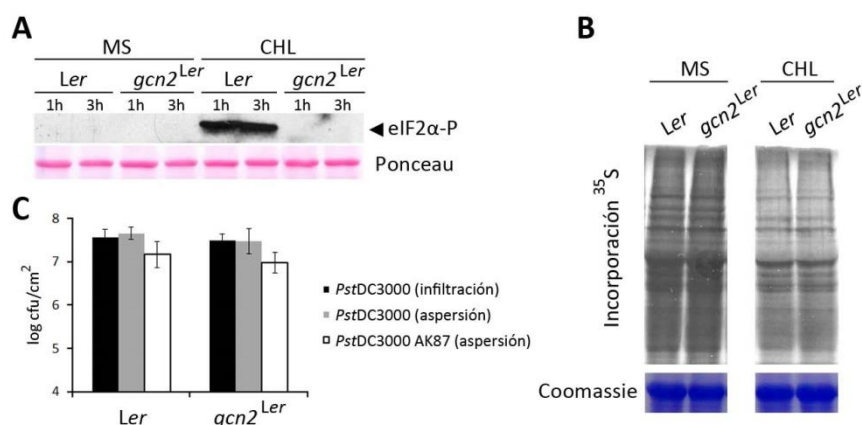 A
MS CHL
Ler gcn2Ler Ler gcn2Ler
1h 3h 1h 3h 1h 3h 1h 3h
◄ eIF2α-P
Ponceau
B
MS CHL
Ler gcn2Ler Ler gcn2Ler
Incorporación 35S
Coomassie
C
log cfu/cm2
8
7
6
5
4
Ler gcn2Ler
PstDC3000 (infiltración)
PstDC3000 (aspersión)
PstDC3000 AK87 (aspersión)